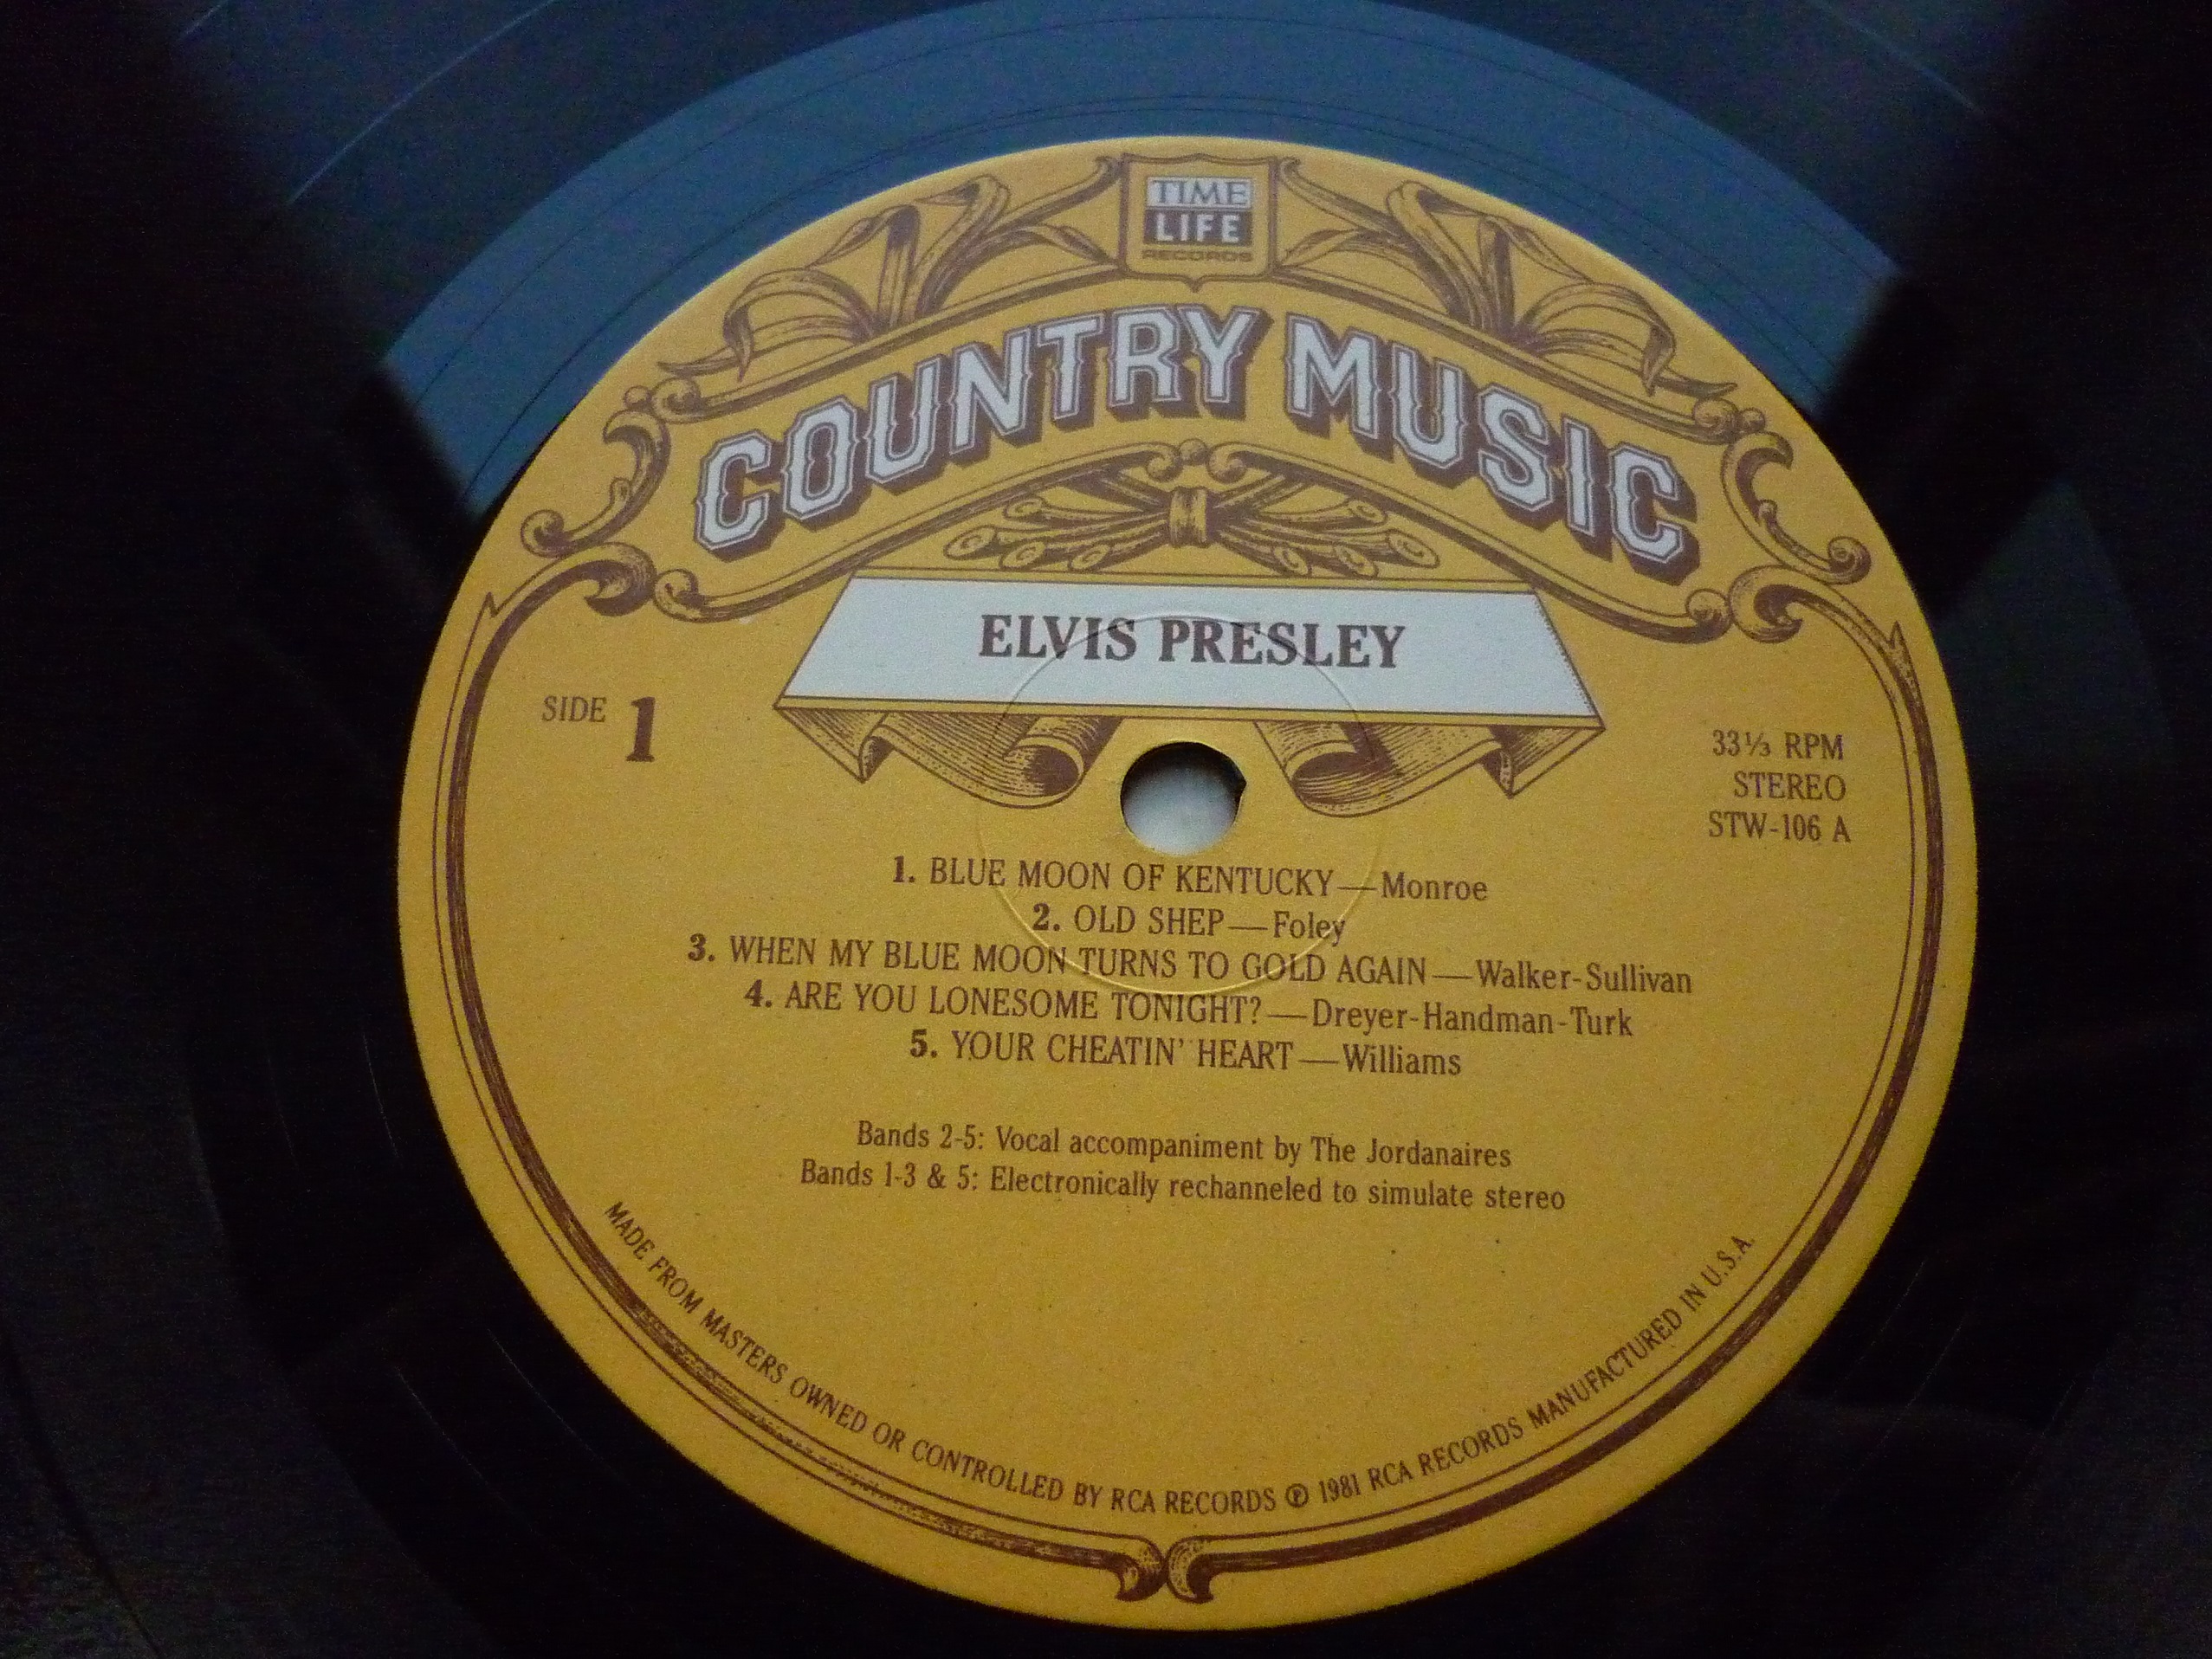 TIME
LIFE
RECORDS
COUNTRY MUSIC
ELVIS PRESLEY
SIDE 1
33⅓ RPM
STEREO
STW-106 A
1. BLUE MOON OF KENTUCKY—Monroe
2. OLD SHEP—Foley
3. WHEN MY BLUE MOON TURNS TO GOLD AGAIN—Walker-Sullivan
4. ARE YOU LONESOME TONIGHT?—Dreyer-Handman-Turk
5. YOUR CHEATIN' HEART—Williams
Bands 2-5: Vocal accompaniment by The Jordanaires
Bands 1-3 & 5: Electronically rechanneled to simulate stereo
MADE FROM MASTERS OWNED OR CONTROLLED BY RCA RECORDS ℗ 1981 RCA RECORDS MANUFACTURED IN U.S.A.